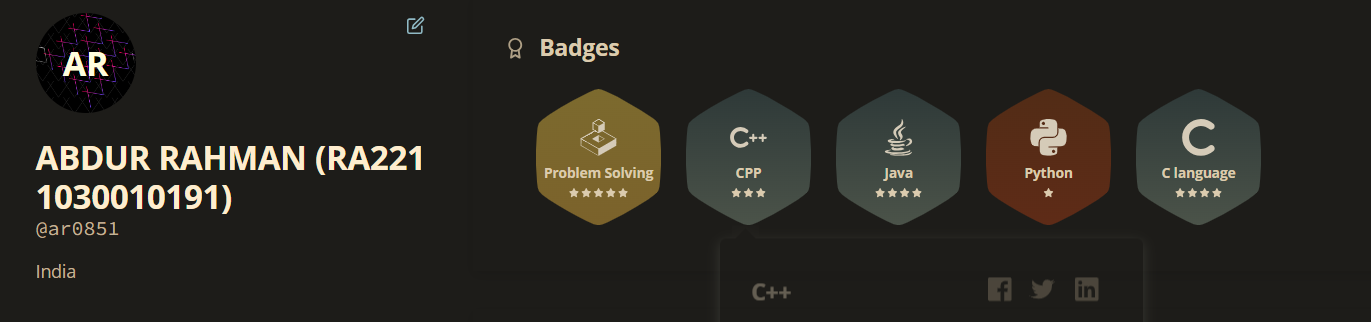 AR
ABDUR RAHMAN (RA221
1030010191)
@ar0851
India
Badges
Problem Solving
C++
CPP
Java
Python
C
C language
C++